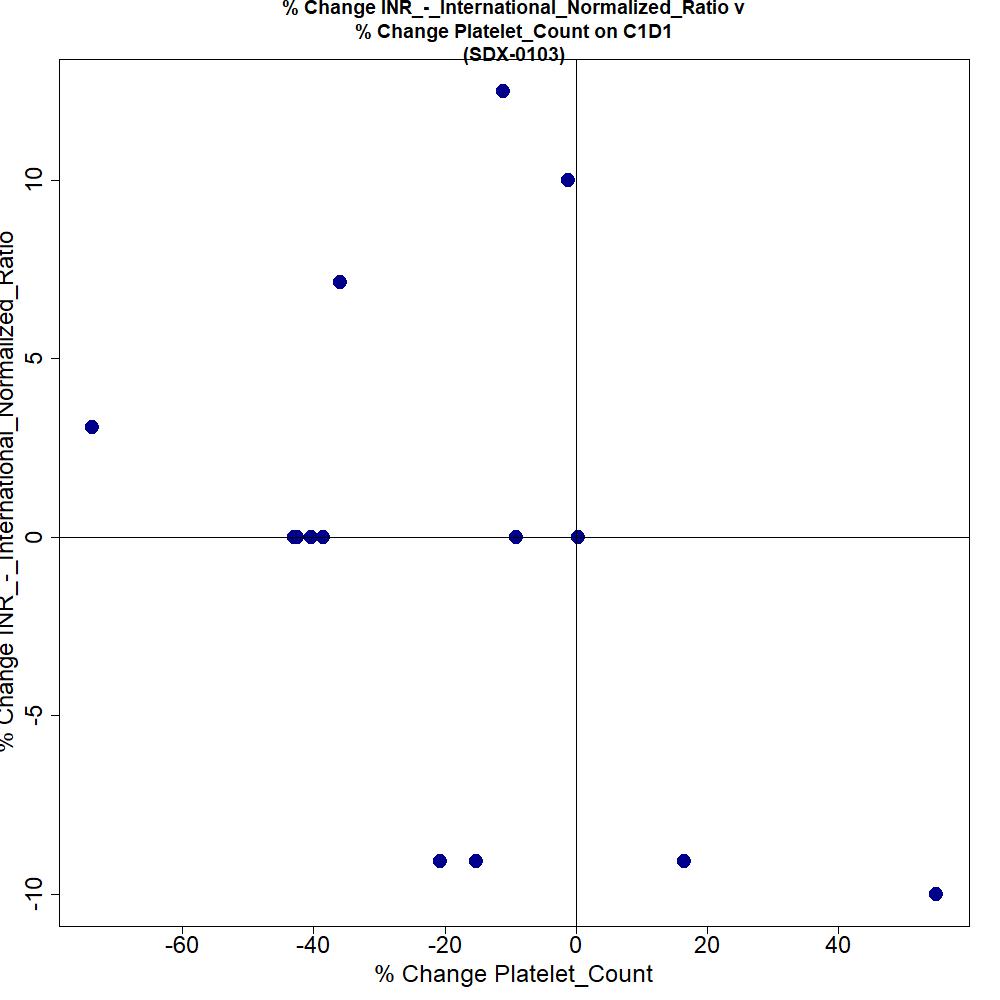 % Change INR_-_International_Normalized_Ratio v
% Change Platelet_Count on C1D1
(SDX-0103)
% Change INR_-_International_Normalized_Ratio
10
5
0
-5
-10
-60 -40 -20 0 20 40
% Change Platelet_Count